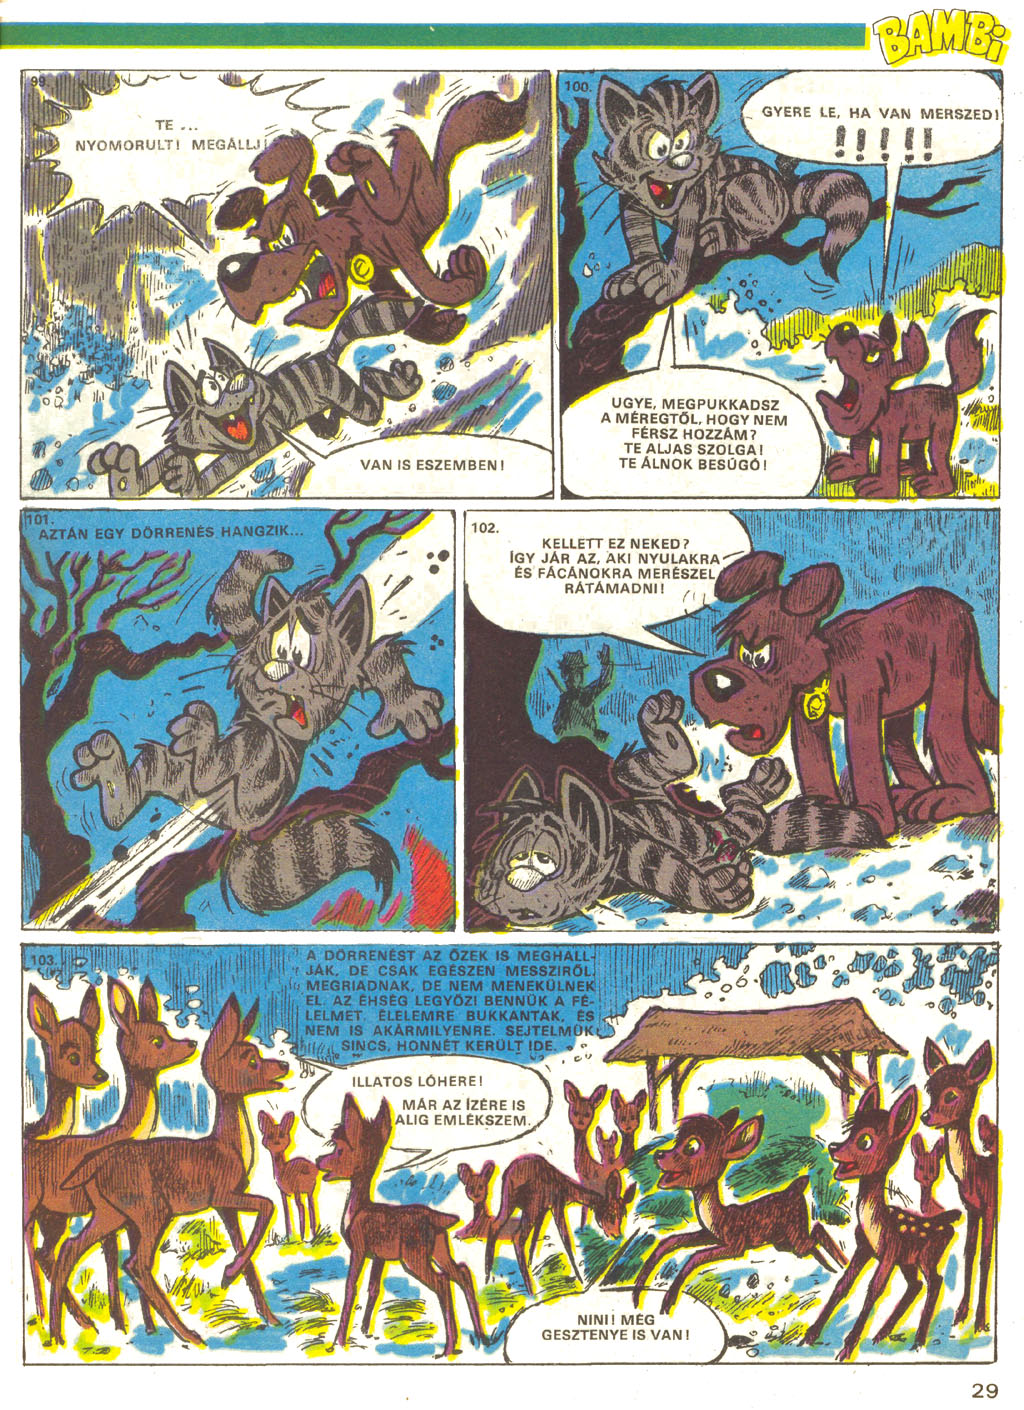 BAMBi
99.
TE ...
NYOMORULT! MEGÁLLJ!
VAN IS ESZEMBEN!
100.
GYERE LE, HA VAN MERSZED!
!!!!!
UGYE, MEGPUKKADSZ
A MÉREGTŐL, HOGY NEM
FÉRSZ HOZZÁM?
TE ALJAS SZOLGA!
TE ÁLNOK BESÚGÓ!
101.
AZTÁN EGY DÖRRENÉS HANGZIK...
102.
KELLETT EZ NEKED?
ÍGY JÁR AZ, AKI NYULAKRA
ÉS FÁCÁNOKRA MERÉSZEL
RÁTÁMADNI!
103.
A DÖRRENÉST AZ ŐZEK IS MEGHALL-
JÁK, DE CSAK EGÉSZEN MESSZIRŐL.
MEGRIADNAK, DE NEM MENEKÜLNEK
EL. AZ ÉHSÉG LEGYŐZI BENNÜK A FÉ-
LELMET. ÉLELEMRE BUKKANTAK, ÉS
NEM IS AKÁRMILYENRE. SEJTELMÜK
SINCS, HONNÉT KERÜLT IDE.
ILLATOS LÓHERE!
MÁR AZ ÍZÉRE IS
ALIG EMLÉKSZEM.
NINI! MÉG
GESZTENYE IS VAN!
29